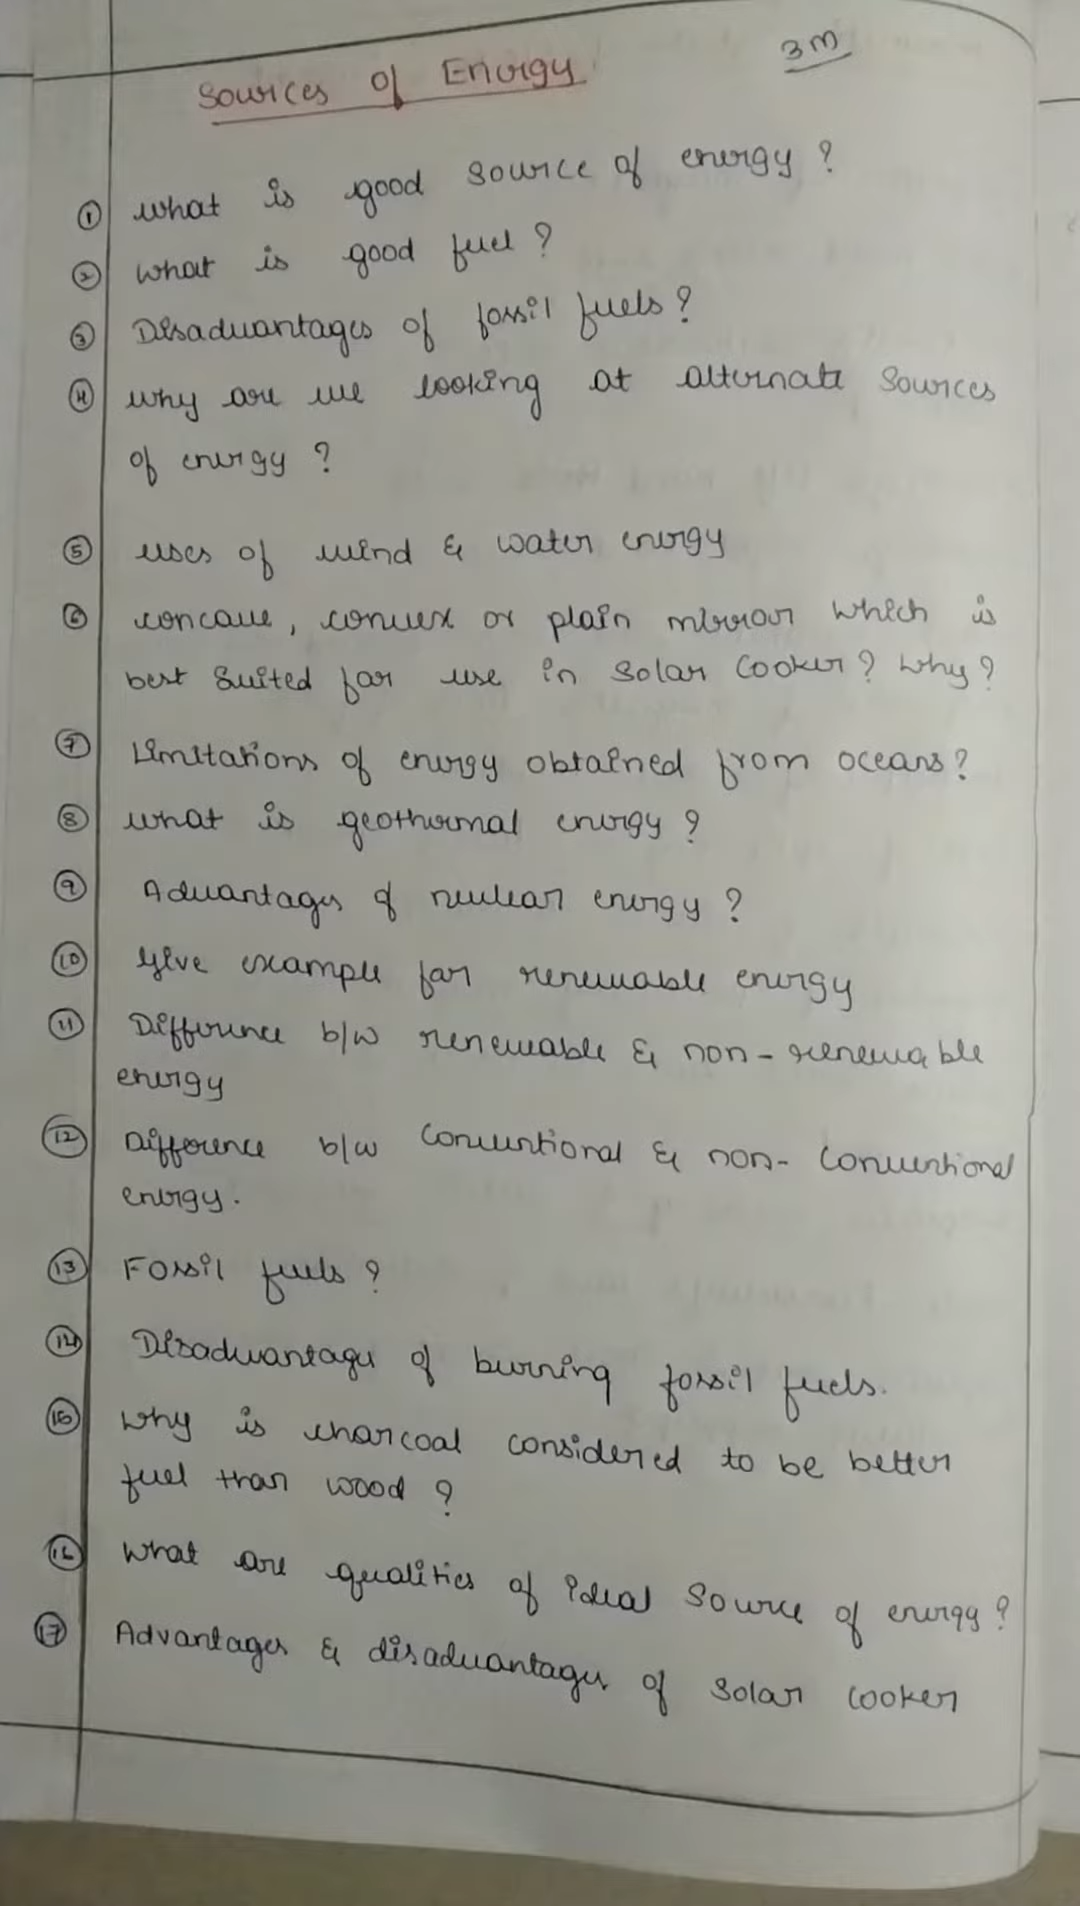 Sources of Energy
3m
① what is good source of energy ?
② what is good fuel ?
③ Disadvantages of fossil fuels ?
④ why are we looking at alternate sources
of energy ?
⑤ uses of wind & water energy
⑥ concave, convex or plain mirror which is
best suited for use in solar cooker ? why ?
⑦ Limitations of energy obtained from oceans ?
⑧ what is geothermal energy ?
⑨ Advantages of nuclear energy ?
⑩ give example for renewable energy
⑪ Difference b/w renewable & non-renewable
energy
⑫ Difference b/w conventional & non-conventional
energy.
⑬ Fossil fuels ?
⑭ Disadvantages of burning fossil fuels.
⑮ why is charcoal considered to be better
fuel than wood ?
⑯ what are qualities of ideal source of energy ?
⑰ Advantages & disadvantages of solar cooker